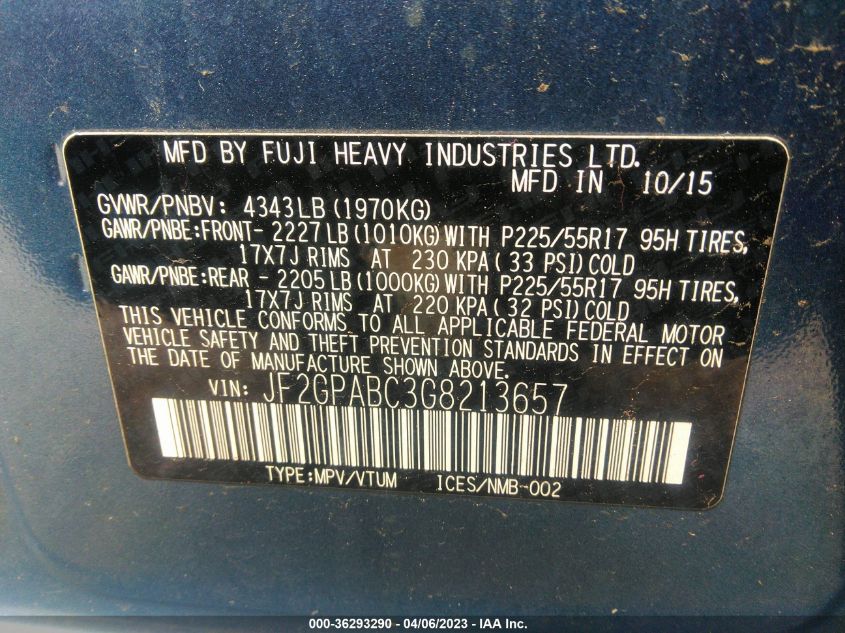 MFD BY FUJI HEAVY INDUSTRIES LTD.
MFD IN 10/15
GVWR/PNBV: 4343LB (1970KG)
GAWR/PNBE:FRONT- 2227 LB (1010KG) WITH P225/55R17 95H TIRES,
17X7J RIMS AT 230 KPA ( 33 PSI) COLD
GAWR/PNBE:REAR - 2205 LB (1000KG) WITH P225/55R17 95H TIRES,
17X7J RIMS AT 220 KPA ( 32 PSI) COLD
THIS VEHICLE CONFORMS TO ALL APPLICABLE FEDERAL MOTOR
VEHICLE SAFETY AND THEFT PREVENTION STANDARDS IN EFFECT ON
THE DATE OF MANUFACTURE SHOWN ABOVE.
VIN: JF2GPABC3G8213657
TYPE:MPV/VTUM ICES/NMB-002
000-36293290 - 04/06/2023 - IAA Inc.